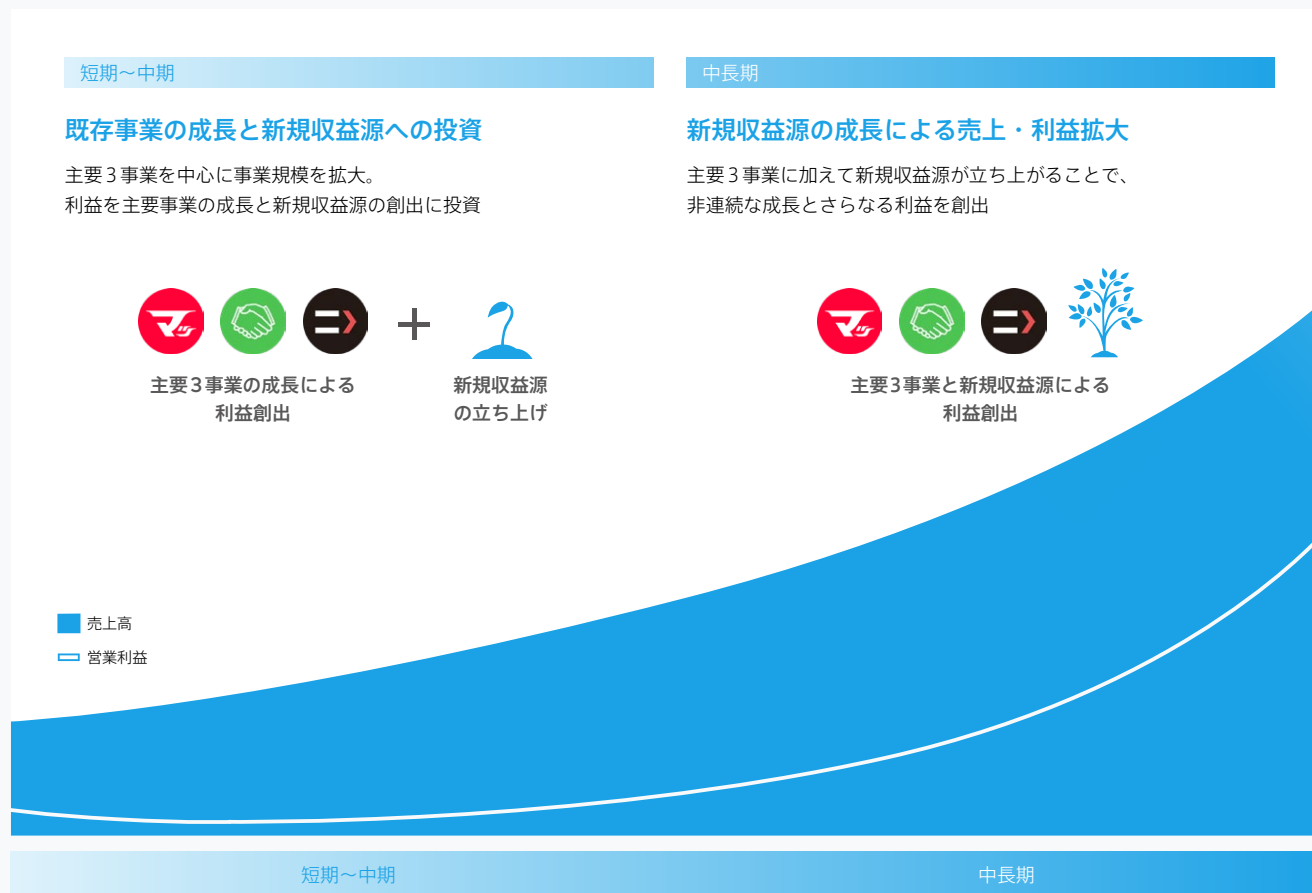 短期〜中期
既存事業の成長と新規収益源への投資
主要３事業を中心に事業規模を拡大。
利益を主要事業の成長と新規収益源の創出に投資
マッ
主要３事業の成長による
利益創出
新規収益源
の立ち上げ
中長期
新規収益源の成長による売上・利益拡大
主要３事業に加えて新規収益源が立ち上がることで、
非連続な成長とさらなる利益を創出
マッ
主要3事業と新規収益源による
利益創出
売上高
営業利益
短期〜中期
中長期